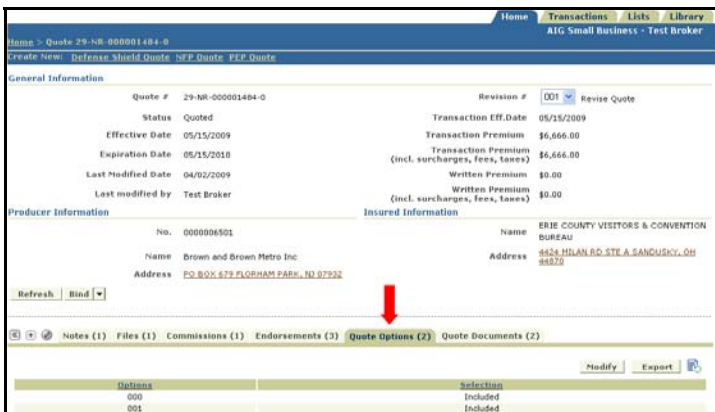 Home Transactions Lists Library
Home > Quote 29-NR-000001484-0
AIG Small Business - Test Broker
Create New: Defense Shield Quote NFP Quote PEP Quote
General Information
Quote # 29-NR-000001484-0 Revision # 001 Revise Quote
Status Quoted Transaction Eff.Date 05/15/2009
Effective Date 05/15/2009 Transaction Premium $6,666.00
Expiration Date 05/15/2010 Transaction Premium (incl. surcharges, fees, taxes) $6,666.00
Last Modified Date 04/02/2009 Written Premium $0.00
Last modified by Test Broker Written Premium (incl. surcharges, fees, taxes) $0.00
Producer Information Insured Information
No. 0000006501 Name ERIE COUNTY VISITORS & CONVENTION BUREAU
Name Brown and Brown Metro Inc Address 4424 MILAN RD STE A SANDUSKY, OH 44870
Address PO BOX 679 FLORHAM PARK, NJ 07932
Refresh Bind
Notes (1) Files (1) Commissions (1) Endorsements (3) Quote Options (2) Quote Documents (2)
Modify Export
Options Selection
000 Included
001 Included